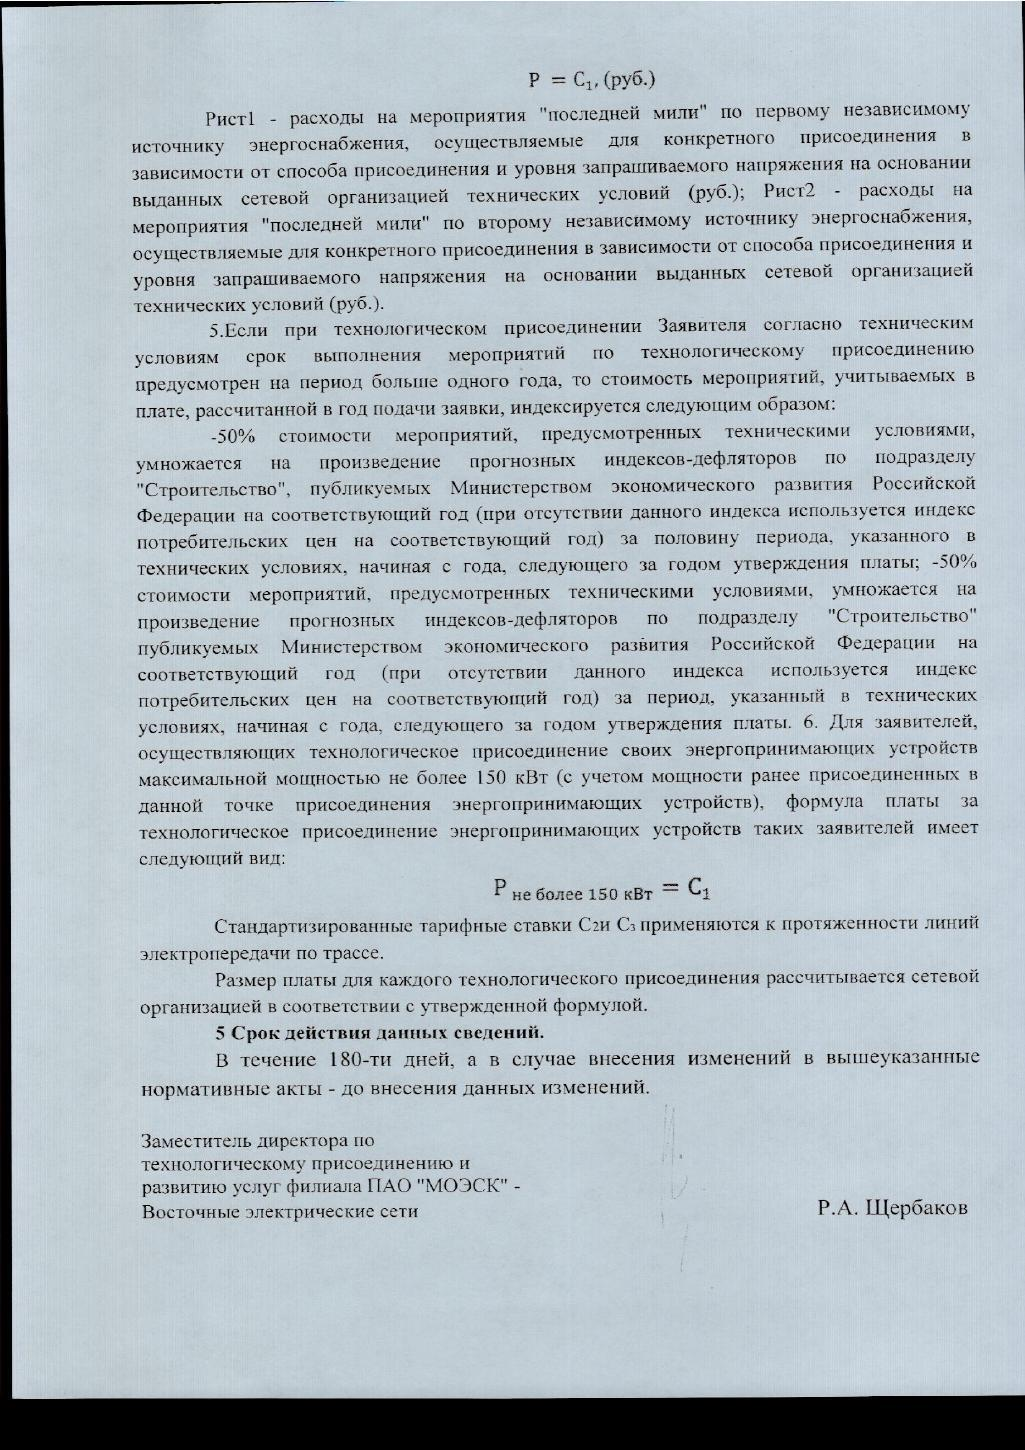 P = C₁, (руб.)
Рист1 - расходы на мероприятия "последней мили" по первому независимому
источнику энергоснабжения, осуществляемые для конкретного присоединения в
зависимости от способа присоединения и уровня запрашиваемого напряжения на основании
выданных сетевой организацией технических условий (руб.); Рист2 - расходы на
мероприятия "последней мили" по второму независимому источнику энергоснабжения,
осуществляемые для конкретного присоединения в зависимости от способа присоединения и
уровня запрашиваемого напряжения на основании выданных сетевой организацией
технических условий (руб.).
5.Если при технологическом присоединении Заявителя согласно техническим
условиям срок выполнения мероприятий по технологическому присоединению
предусмотрен на период больше одного года, то стоимость мероприятий, учитываемых в
плате, рассчитанной в год подачи заявки, индексируется следующим образом:
-50% стоимости мероприятий, предусмотренных техническими условиями,
умножается на произведение прогнозных индексов-дефляторов по подразделу
"Строительство", публикуемых Министерством экономического развития Российской
Федерации на соответствующий год (при отсутствии данного индекса используется индекс
потребительских цен на соответствующий год) за половину периода, указанного в
технических условиях, начиная с года, следующего за годом утверждения платы; -50%
стоимости мероприятий, предусмотренных техническими условиями, умножается на
произведение прогнозных индексов-дефляторов по подразделу "Строительство"
публикуемых Министерством экономического развития Российской Федерации на
соответствующий год (при отсутствии данного индекса используется индекс
потребительских цен на соответствующий год) за период, указанный в технических
условиях, начиная с года, следующего за годом утверждения платы. 6. Для заявителей,
осуществляющих технологическое присоединение своих энергопринимающих устройств
максимальной мощностью не более 150 кВт (с учетом мощности ранее присоединенных в
данной точке присоединения энергопринимающих устройств), формула платы за
технологическое присоединение энергопринимающих устройств таких заявителей имеет
следующий вид:
P не более 150 кВт = C₁
Стандартизированные тарифные ставки С₂и С₃ применяются к протяженности линий
электропередачи по трассе.
Размер платы для каждого технологического присоединения рассчитывается сетевой
организацией в соответствии с утвержденной формулой.
5 Срок действия данных сведений.
В течение 180-ти дней, а в случае внесения изменений в вышеуказанные
нормативные акты - до внесения данных изменений.
Заместитель директора по
технологическому присоединению и
развитию услуг филиала ПАО "МОЭСК" -
Восточные электрические сети
Р.А. Щербаков